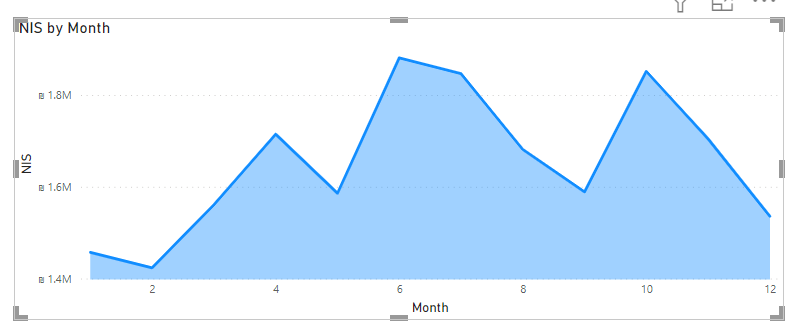 NIS by Month
₪ 1.8M
₪ 1.6M
₪ 1.4M
NIS
2 4 6 8 10 12
Month